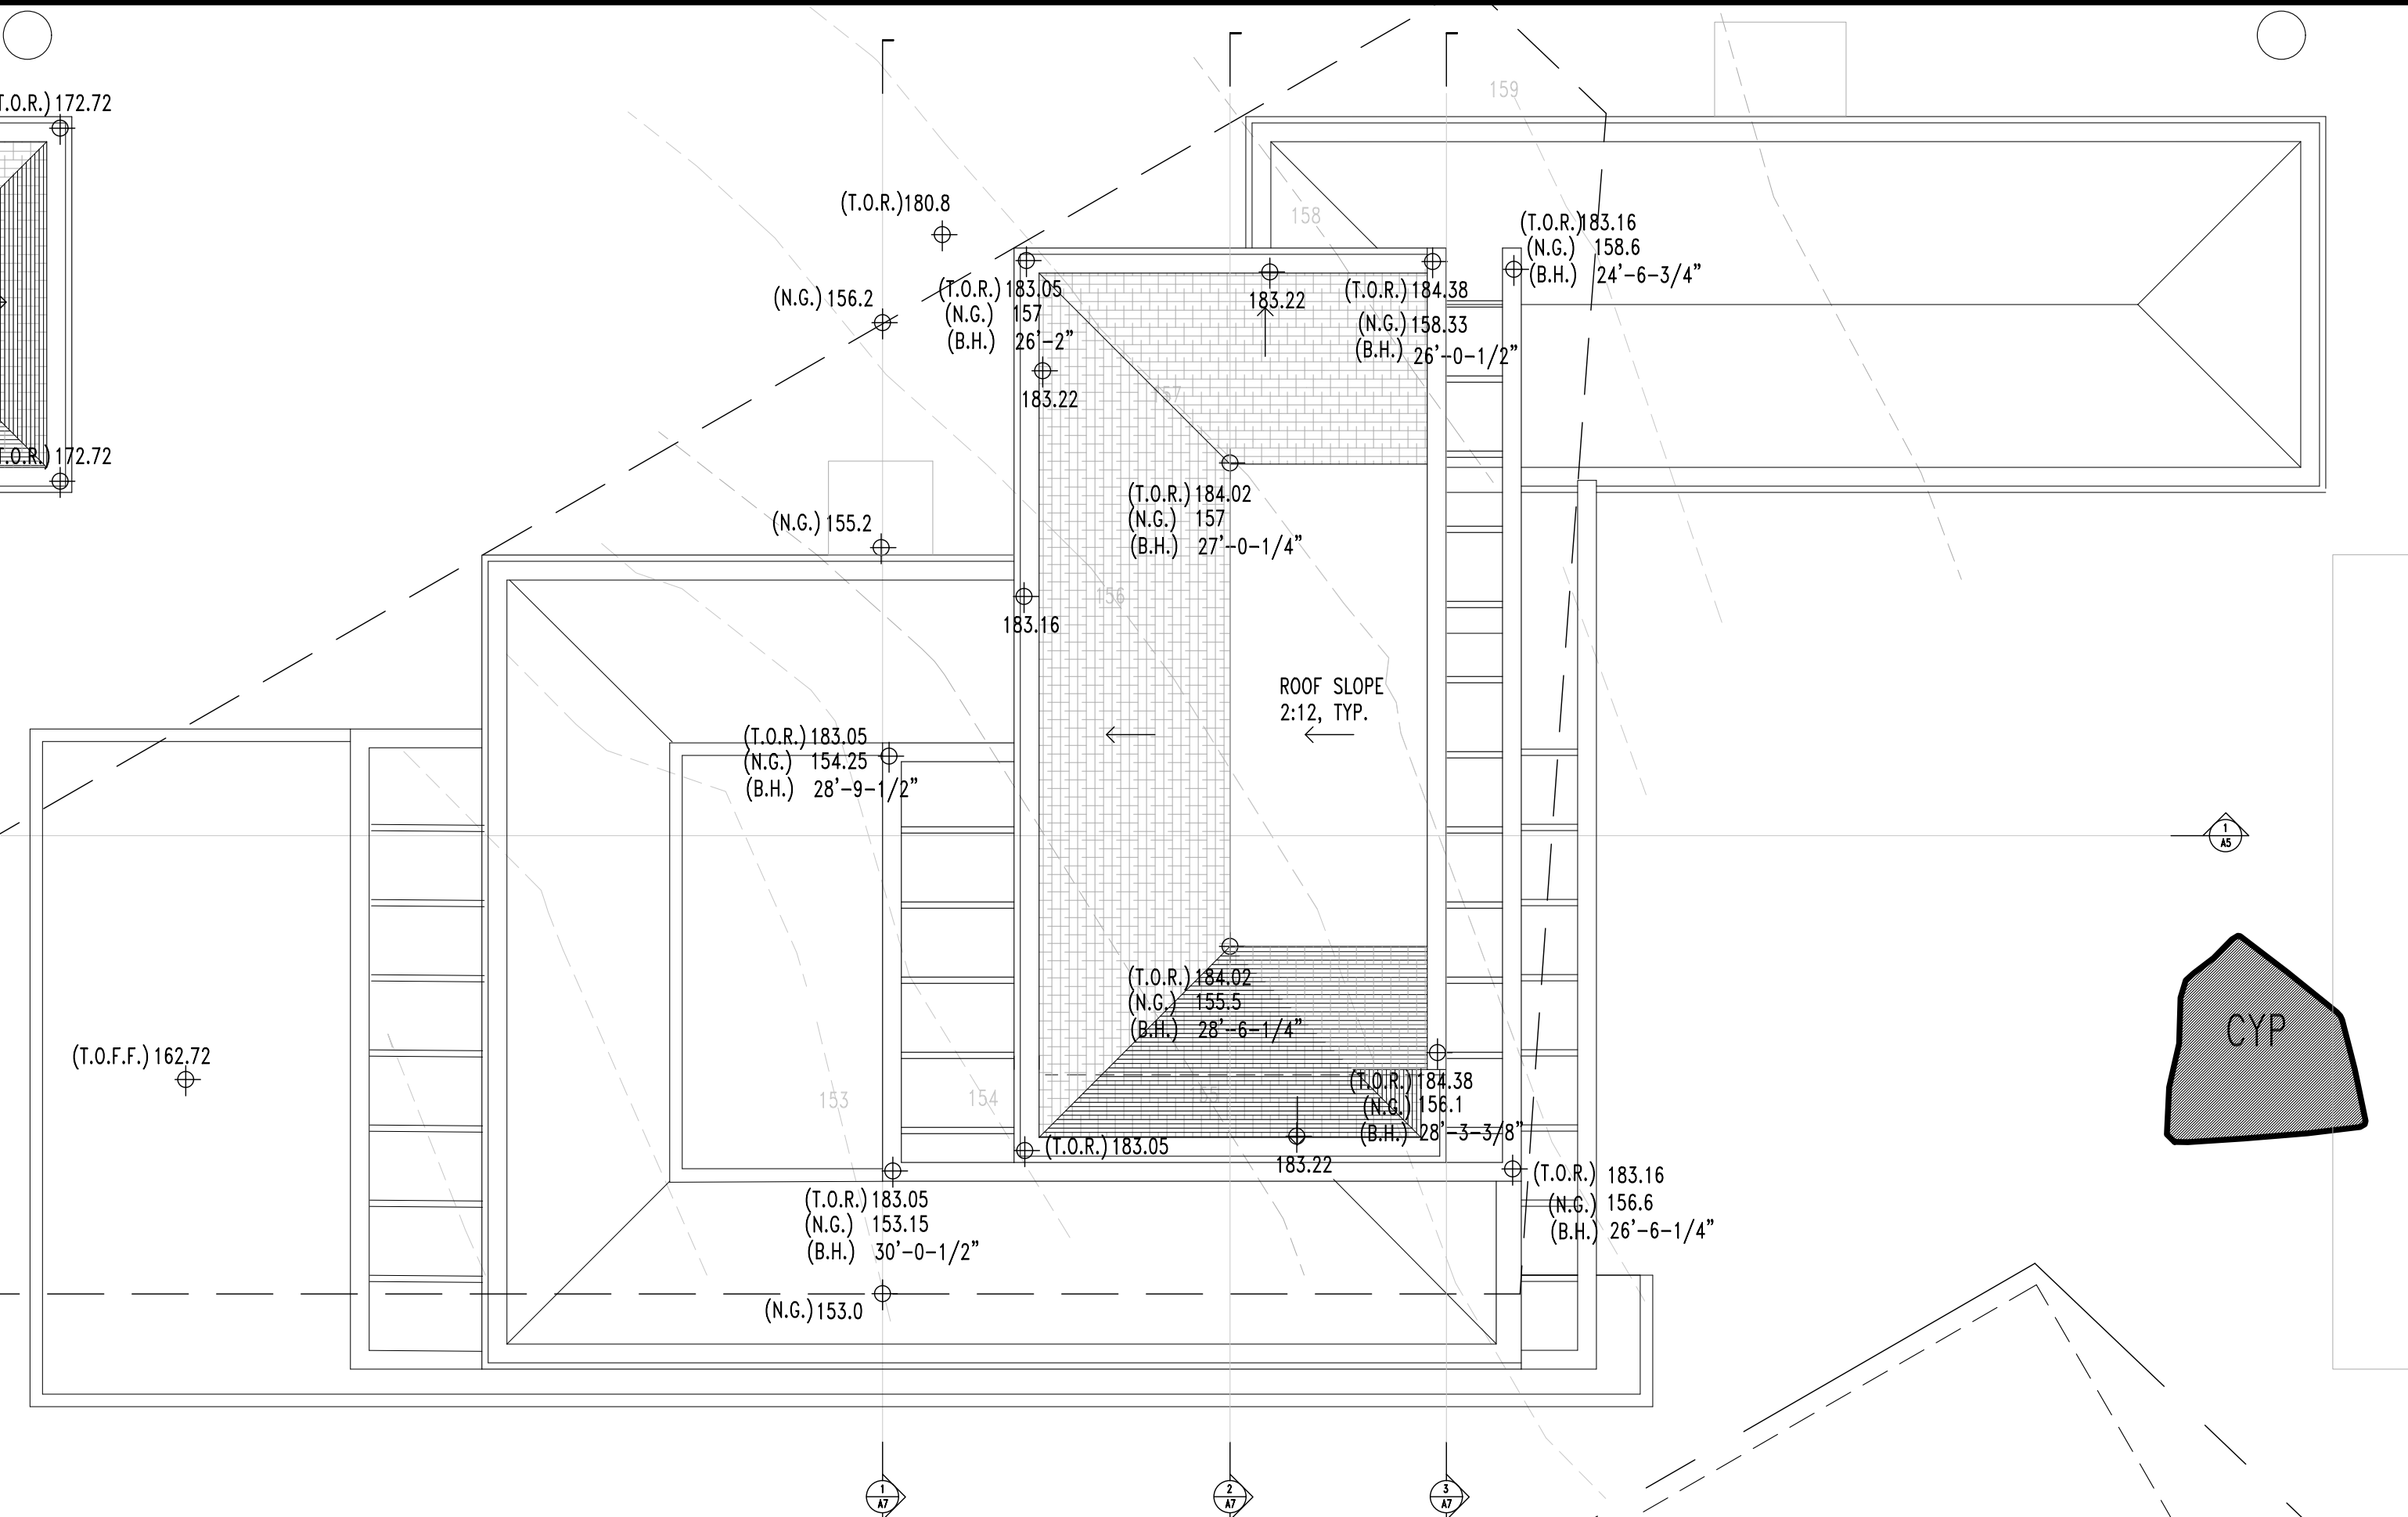 T.O.R.) 172.72
159
158
(T.O.R.) 180.8
(T.O.R.) 183.16
(N.G.) 158.6
(B.H.) 24'-6-3/4"
(N.G.) 156.2
(T.O.R.) 183.05
(N.G.) 157
(B.H.) 26'-2"
183.22
(T.O.R.) 184.38
(N.G.) 158.33
(B.H.) 26'-0-1/2"
183.22
57
T.O.R.) 172.72
(T.O.R.) 184.02
(N.G.) 157
(B.H.) 27'-0-1/4"
(N.G.) 155.2
156
183.16
ROOF SLOPE
2:12, TYP.
(T.O.R.) 183.05
(N.G.) 154.25
(B.H.) 28'-9-1/2"
1
A5
(T.O.R.) 184.02
(N.G.) 155.5
(B.H.) 28'-6-1/4"
CYP
(T.O.F.F.) 162.72
153
154
55
(T.O.R.) 184.38
(N.G.) 156.1
(B.H.) 28'-3-3/8"
(T.O.R.) 183.05
183.22
(T.O.R.) 183.16
(N.G.) 156.6
(B.H.) 26'-6-1/4"
(T.O.R.) 183.05
(N.G.) 153.15
(B.H.) 30'-0-1/2"
(N.G.) 153.0
1
A7
2
A7
3
A7